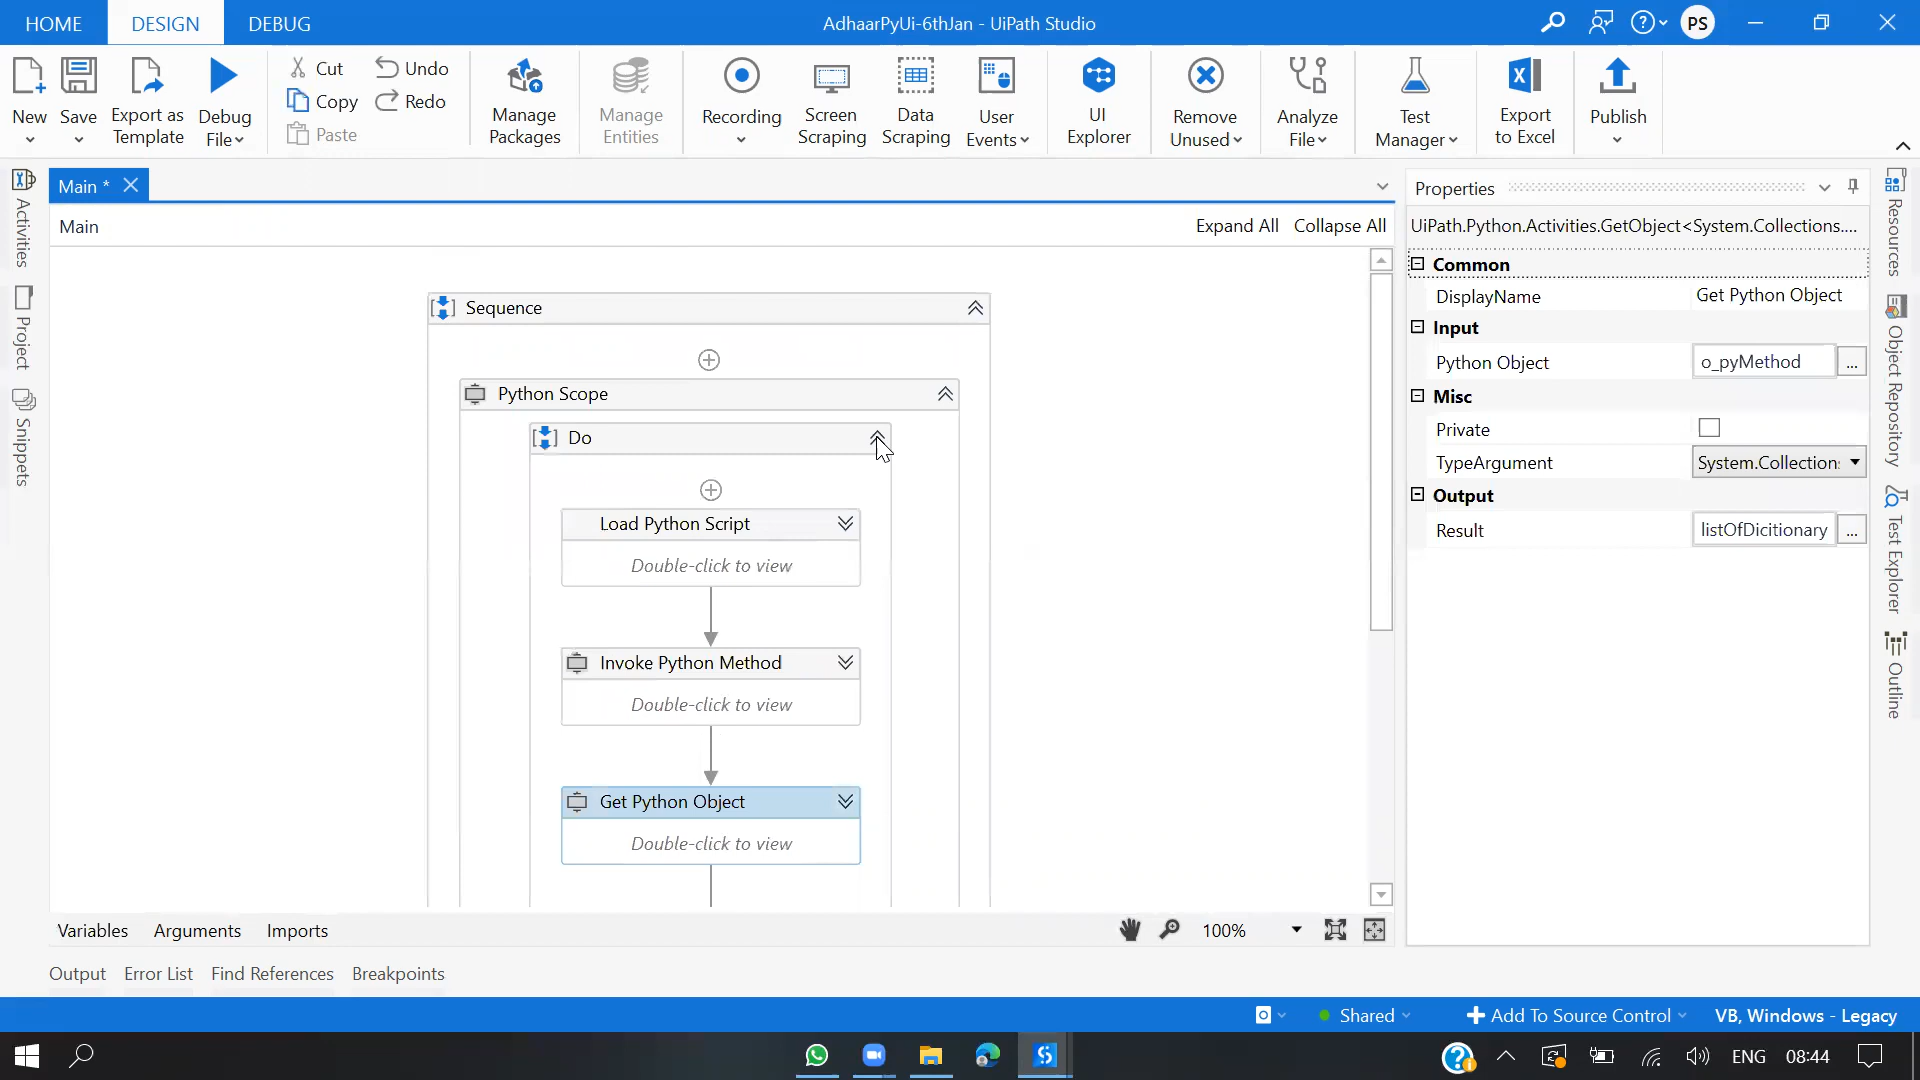 HOME DESIGN DEBUG AdhaarPyUi-6thJan - UiPath Studio PS
New
Save
Export as Template
Debug File
Cut
Copy
Paste
Undo
Redo
Manage Packages
Manage Entities
Recording
Screen Scraping
Data Scraping
User Events
UI Explorer
Remove Unused
Analyze File
Test Manager
Export to Excel
Publish
Activities
Project
Snippets
Main *
Main
Expand All Collapse All
Sequence
Python Scope
Do
Load Python Script
Double-click to view
Invoke Python Method
Double-click to view
Get Python Object
Double-click to view
Properties
UiPath.Python.Activities.GetObject<System.Collections....
Common
DisplayName Get Python Object
Input
Python Object o_pyMethod ...
Misc
Private
TypeArgument System.Collection
Output
Result listOfDicitionary ...
Resources
Object Repository
Test Explorer
Outline
Variables Arguments Imports 100%
Output Error List Find References Breakpoints
Shared Add To Source Control VB, Windows - Legacy
ENG 08:44